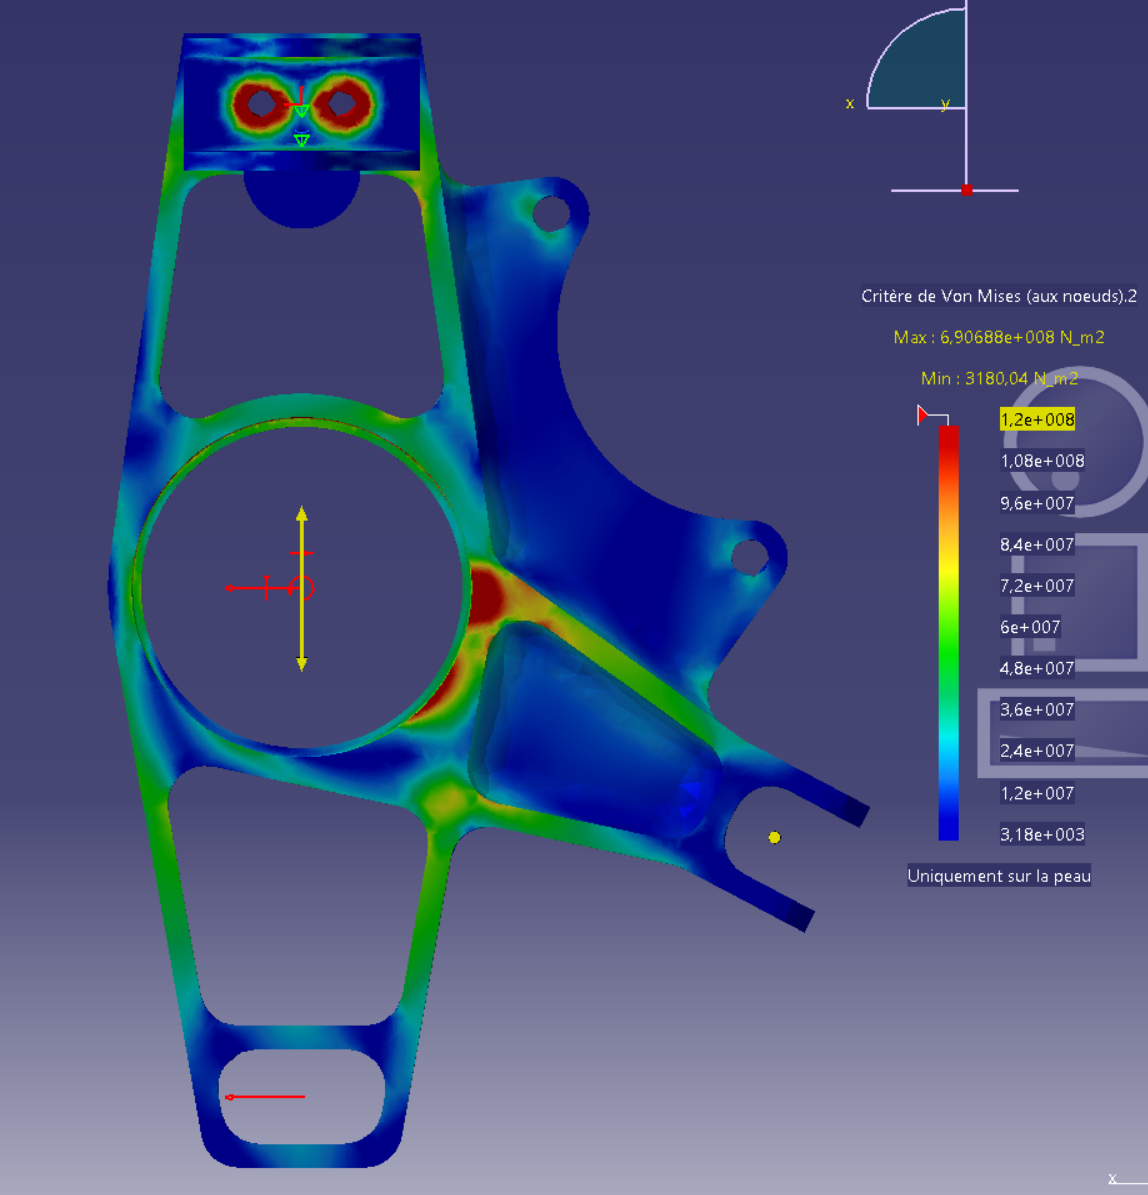 x y
Critère de Von Mises (aux noeuds).2
Max : 6,90688e+008 N_m2
Min : 3180,04 N_m2
1,2e+008
1,08e+008
9,6e+007
8,4e+007
7,2e+007
6e+007
4,8e+007
3,6e+007
2,4e+007
1,2e+007
3,18e+003
Uniquement sur la peau
x